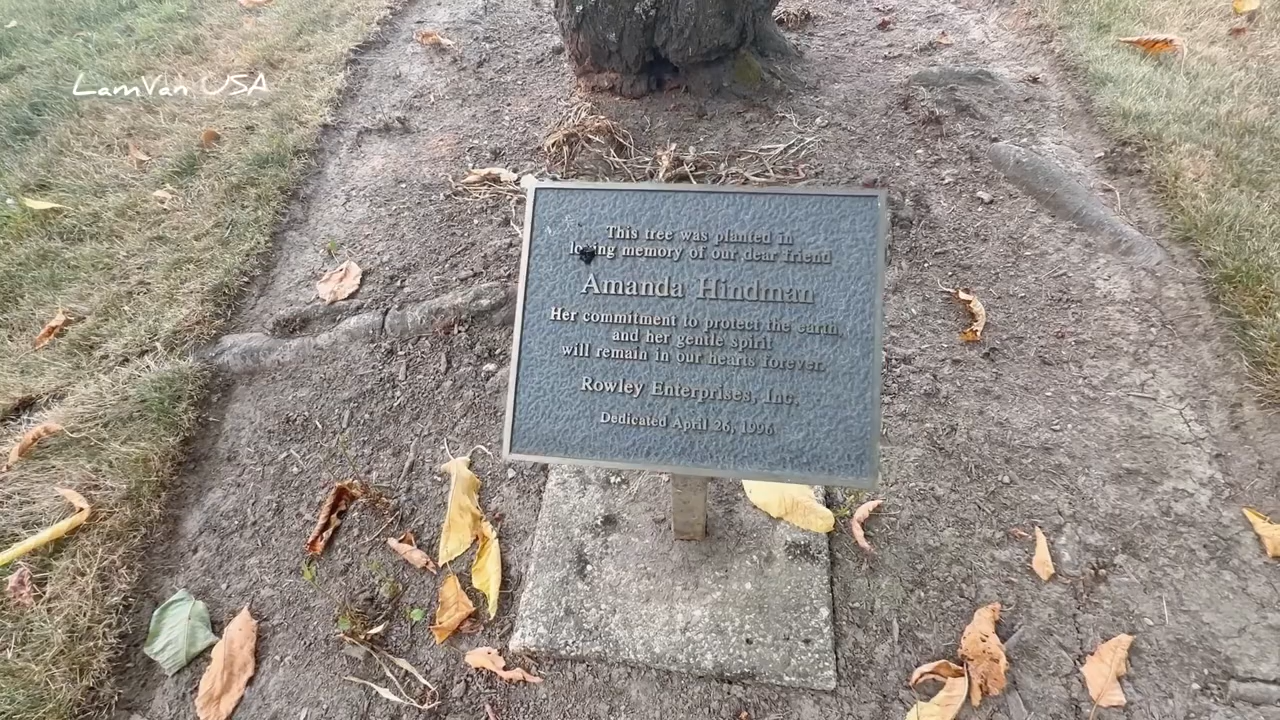 LamVan USA
This tree was planted in
loving memory of our dear friend
Amanda Hindman
Her commitment to protect the earth,
and her gentle spirit
will remain in our hearts forever.
Rowley Enterprises, Inc.
Dedicated April 26, 1996